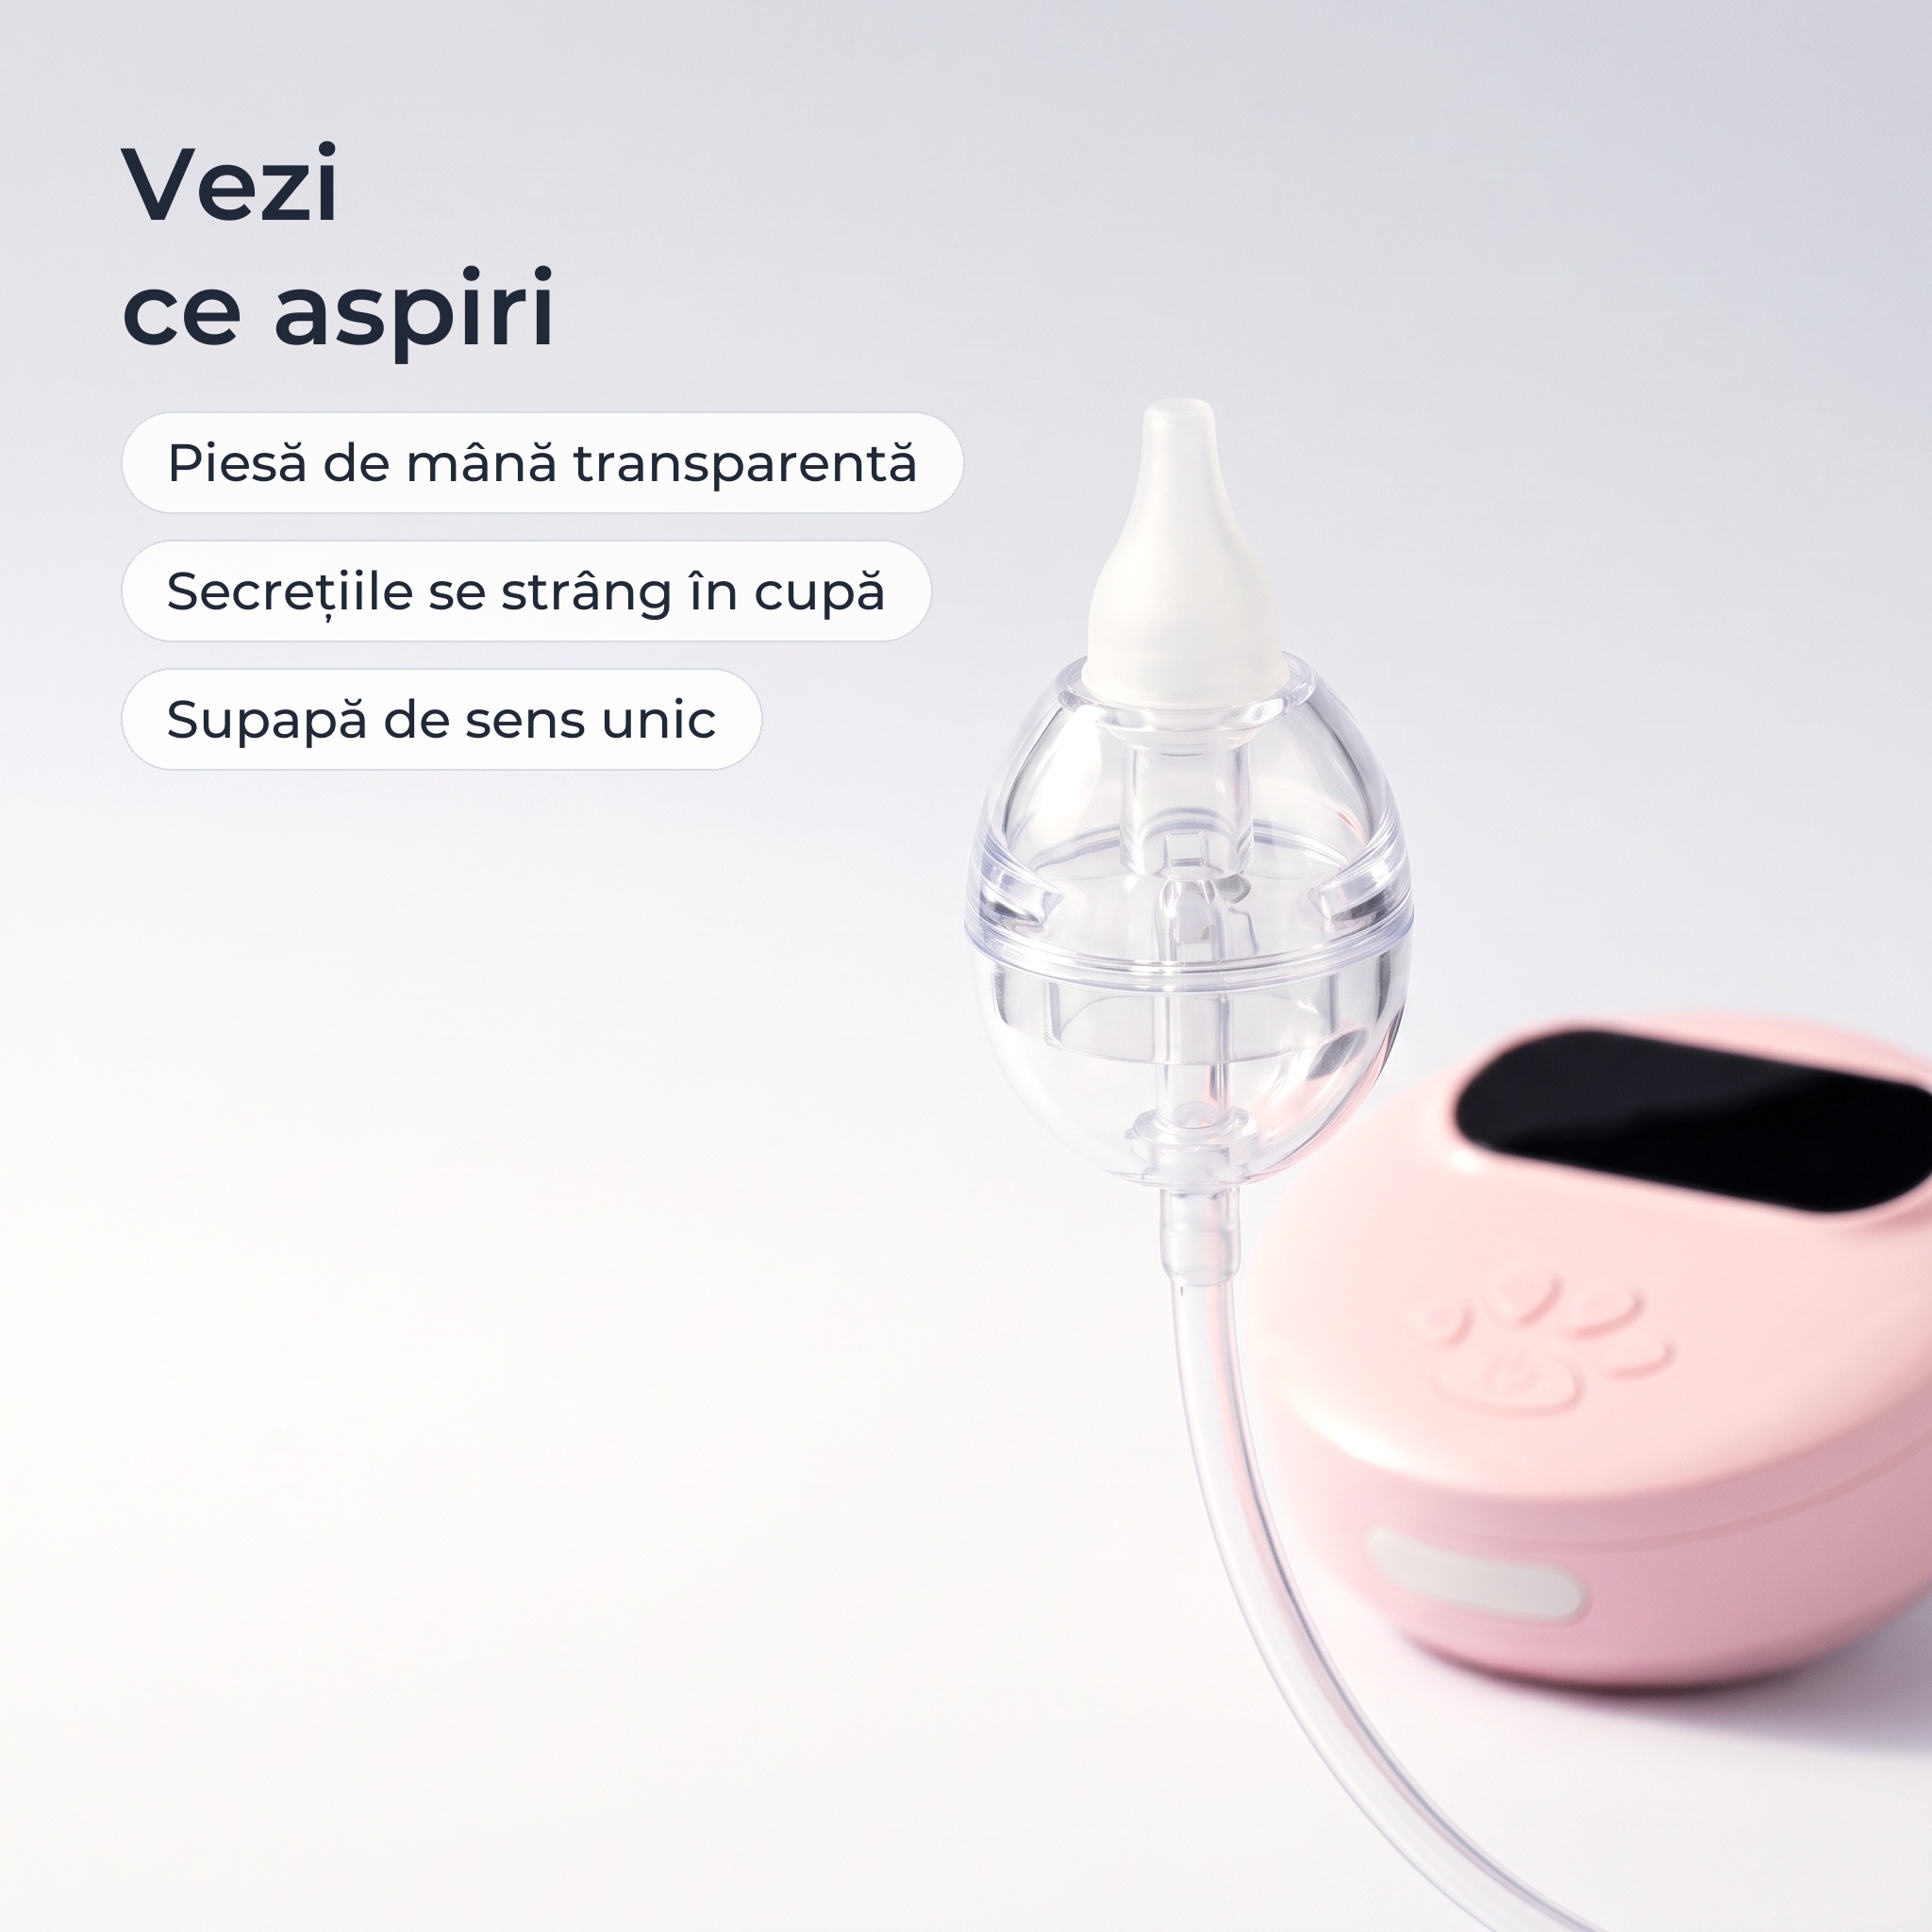 Vezi
ce aspiri
Piesă de mână transparentă
Secrețiile se strâng în cupă
Supapă de sens unic